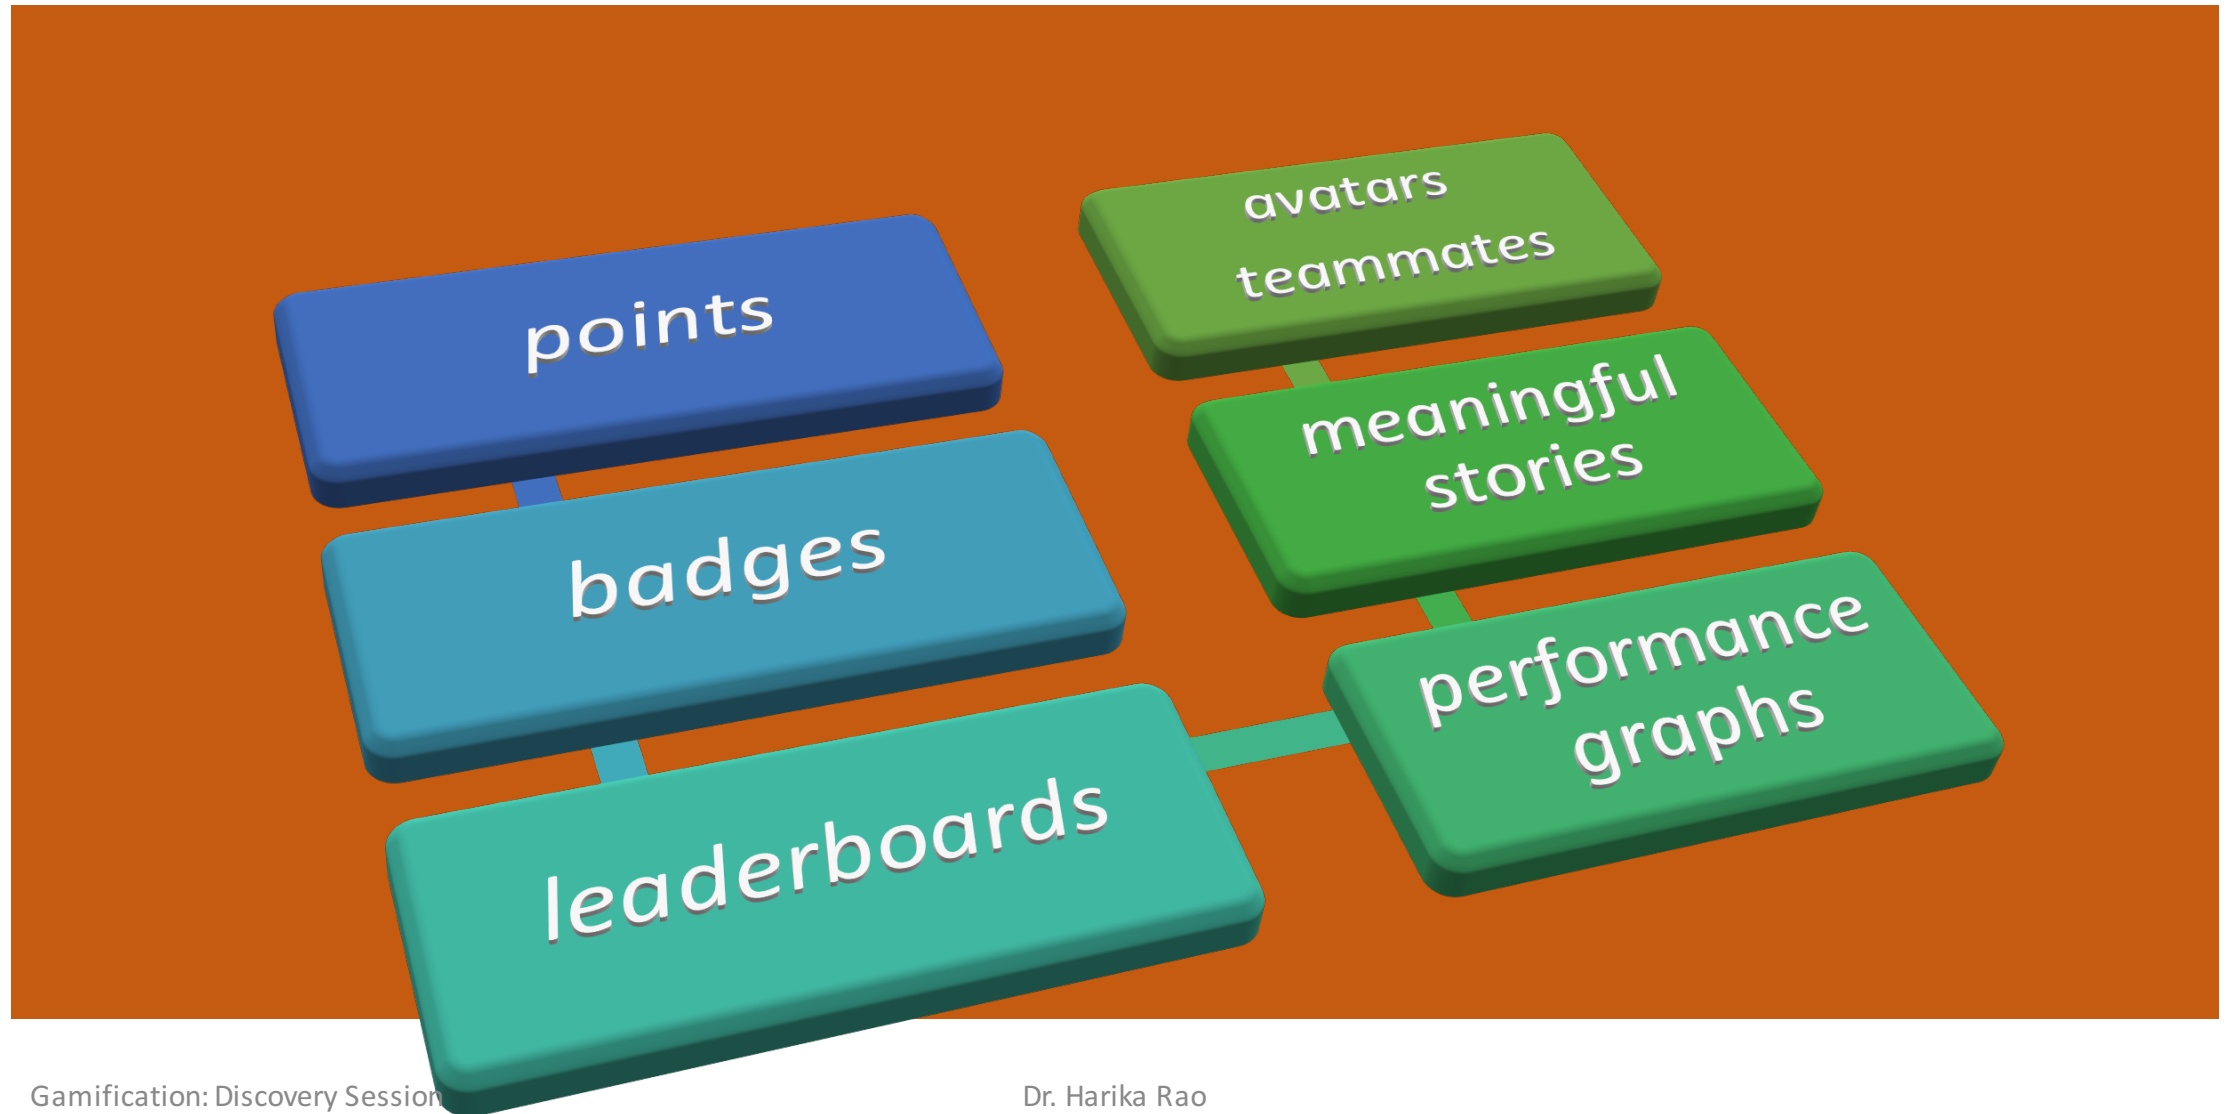 points
badges
leaderboards
performance
graphs
meaningful
stories
avatars
teammates
Gamification: Discovery Session
Dr. Harika Rao